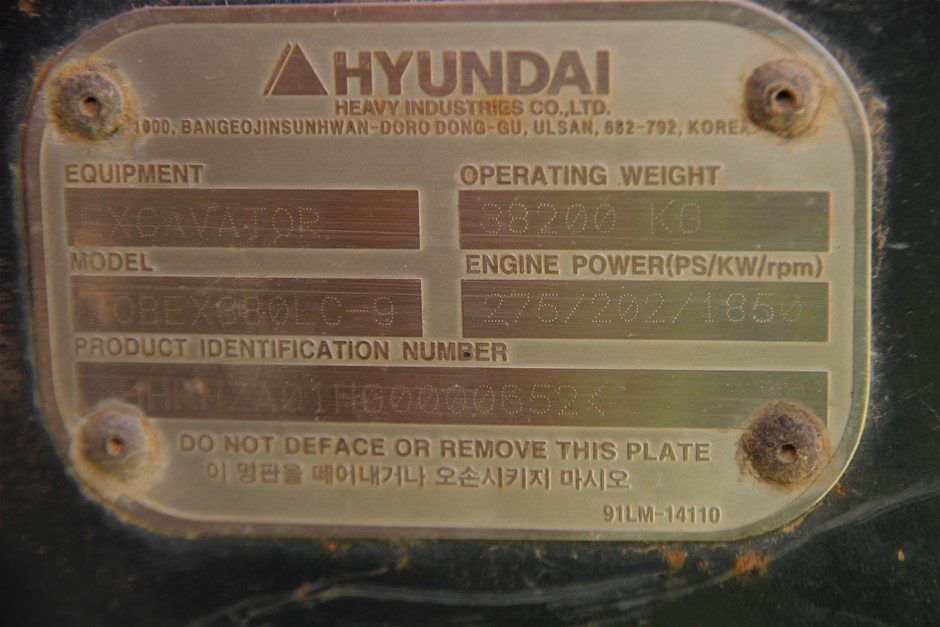 HYUNDAI
HEAVY INDUSTRIES CO.,LTD.
1000, BANGEOJINSUNHWAN-DORO DONG-GU, ULSAN, 682-792, KOREA
EQUIPMENT
OPERATING WEIGHT
EXCAVATOR
38200 KG
MODEL
ENGINE POWER(PS/KW/rpm)
275/202/1850
PRODUCT IDENTIFICATION NUMBER
DO NOT DEFACE OR REMOVE THIS PLATE
이 명판을 떼어내거나 오손시키지 마시오
91LM-14110